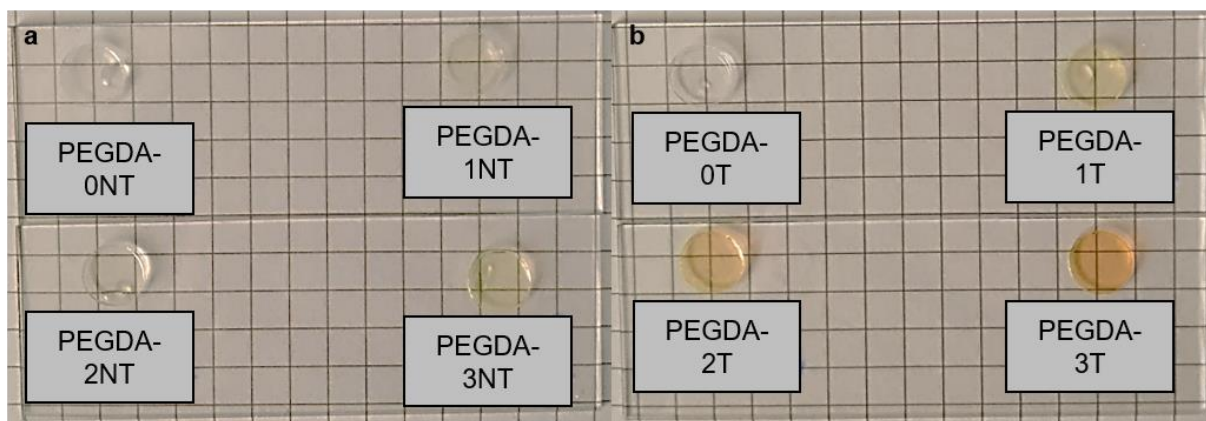 a
b
PEGDA-
0NT
PEGDA-
1NT
PEGDA-
0T
PEGDA-
1T
PEGDA-
2NT
PEGDA-
3NT
PEGDA-
2T
PEGDA-
3T